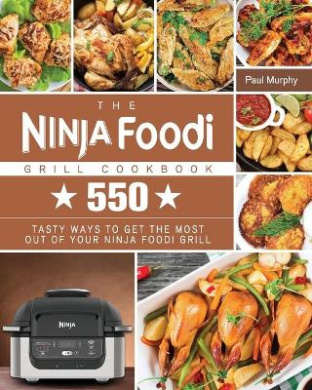 Paul Murphy
THE
NINJA Foodi
GRILL COOKBOOK
★ 550 ★
TASTY WAYS TO GET THE MOST
OUT OF YOUR NINJA FOODI GRILL
NINJA